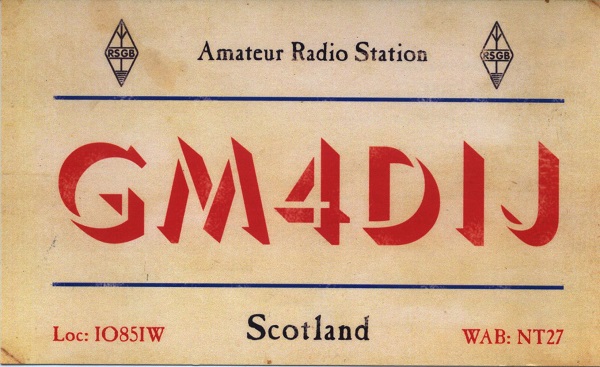 RSGB
Amateur Radio Station
RSGB
GM4DIJ
Loc: IO85IW
Scotland
WAB: NT27